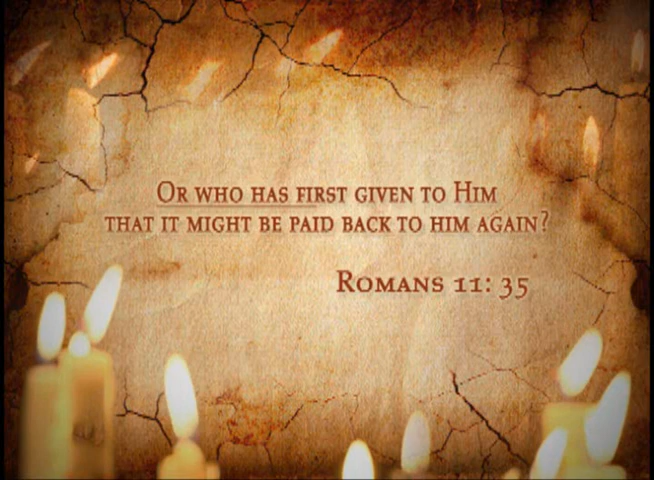 Or who has first given to Him
that it might be paid back to him again?
Romans 11: 35